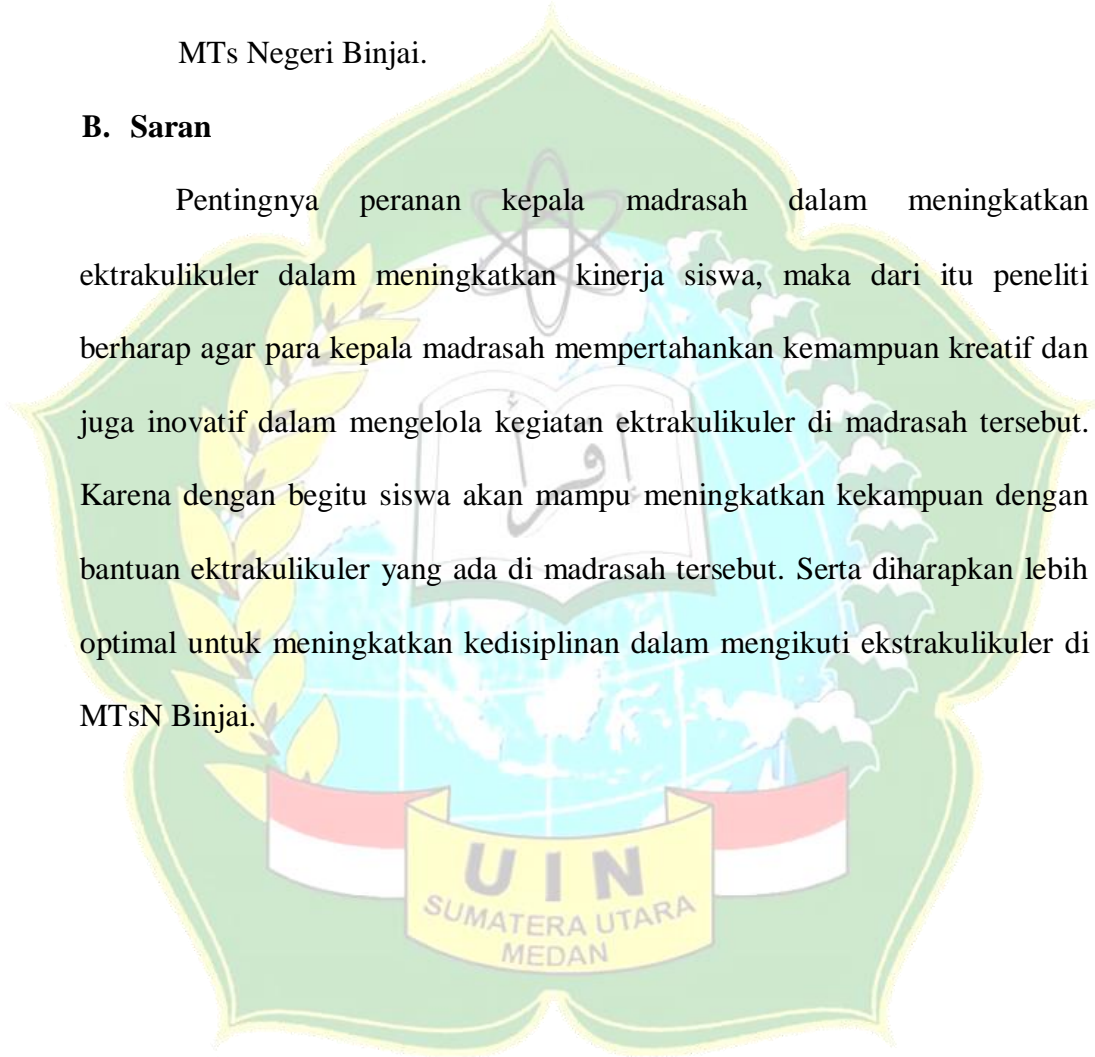 MTs Negeri Binjai.
B. Saran
Pentingnya peranan kepala madrasah dalam meningkatkan
ektrakulikuler dalam meningkatkan kinerja siswa, maka dari itu peneliti
berharap agar para kepala madrasah mempertahankan kemampuan kreatif dan
juga inovatif dalam mengelola kegiatan ektrakulikuler di madrasah tersebut.
Karena dengan begitu siswa akan mampu meningkatkan kekampuan dengan
bantuan ektrakulikuler yang ada di madrasah tersebut. Serta diharapkan lebih
optimal untuk meningkatkan kedisiplinan dalam mengikuti ekstrakulikuler di
MTsN Binjai.
إقرأ
UIN
SUMATERA UTARA
MEDAN